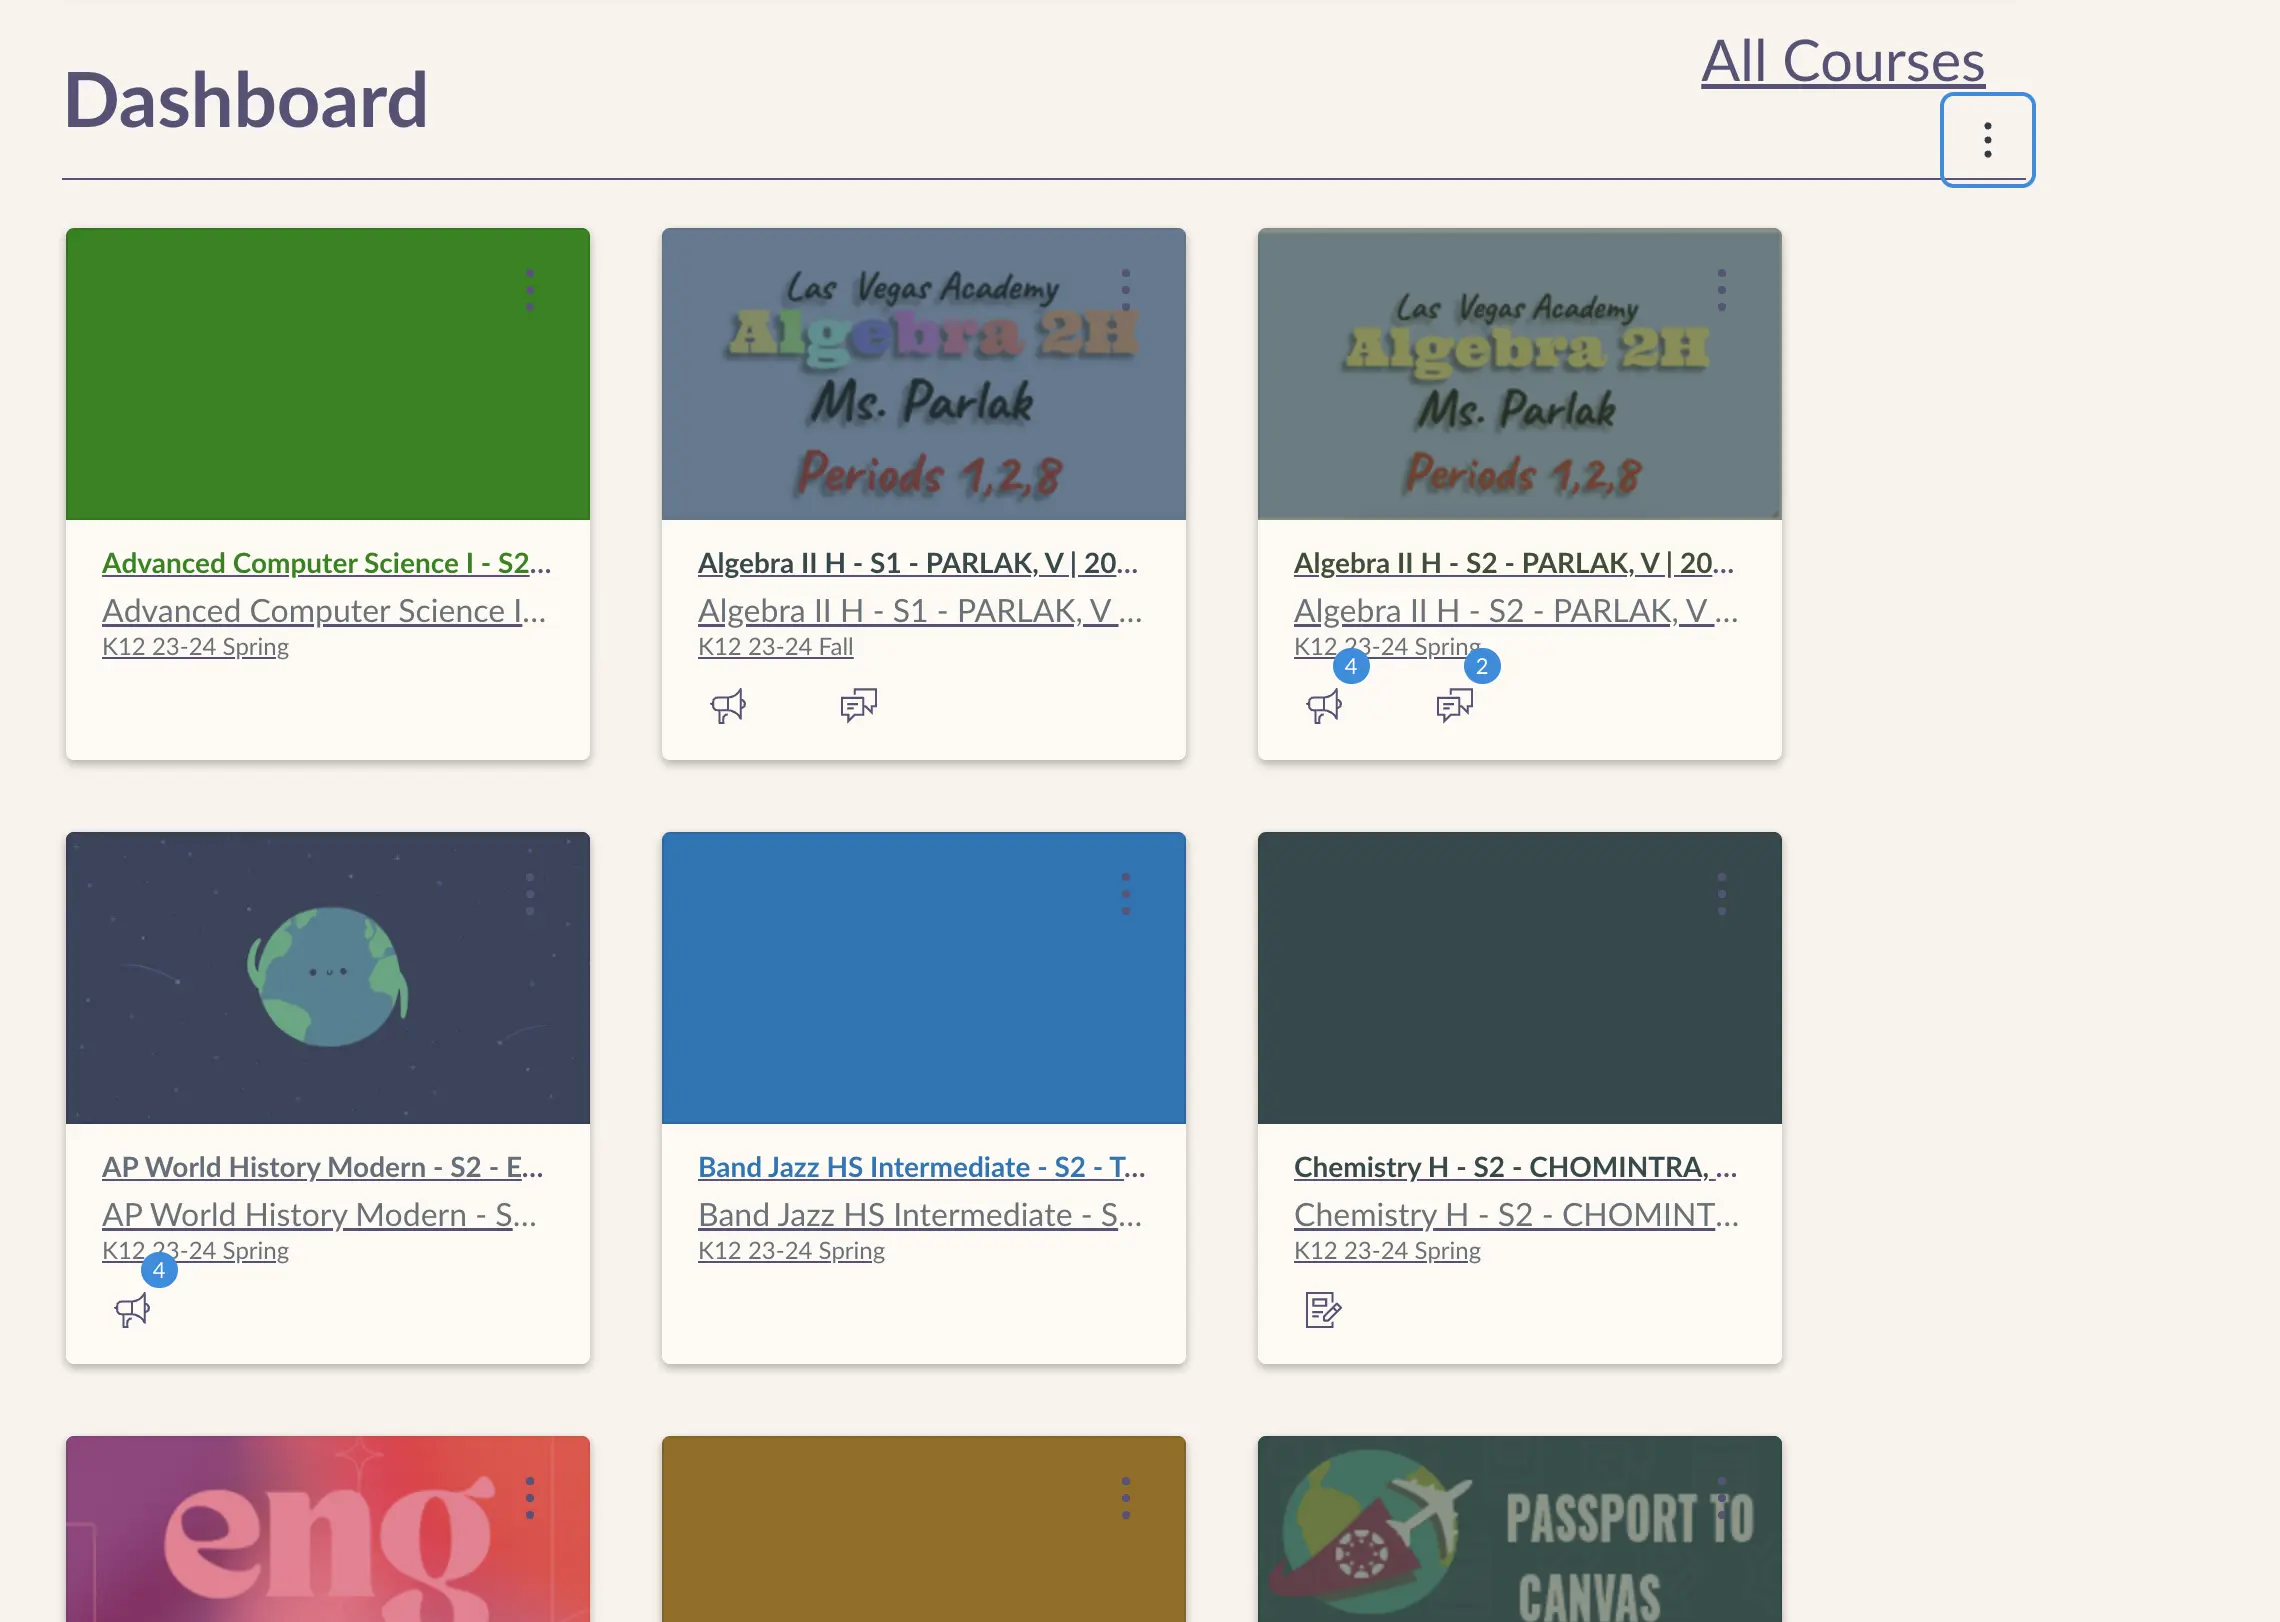 All Courses
Dashboard
Las Vegas Academy
Algebra 2H
Ms. Parlak
Periods 1,2,8
Las Vegas Academy
Algebra 2H
Ms. Parlak
Periods 1,2,8
Advanced Computer Science I - S2...
Advanced Computer Science I...
K12 23-24 Spring
Algebra II H - S1 - PARLAK, V | 20...
Algebra II H - S1 - PARLAK, V ...
K12 23-24 Fall
Algebra II H - S2 - PARLAK, V | 20...
Algebra II H - S2 - PARLAK, V ...
K12 23-24 Spring
4
2
AP World History Modern - S2 - E...
AP World History Modern - S...
K12 23-24 Spring
4
Band Jazz HS Intermediate - S2 - T...
Band Jazz HS Intermediate - S...
K12 23-24 Spring
Chemistry H - S2 - CHOMINTRA, ...
Chemistry H - S2 - CHOMINT...
K12 23-24 Spring
eng
PASSPORT TO
CANVAS